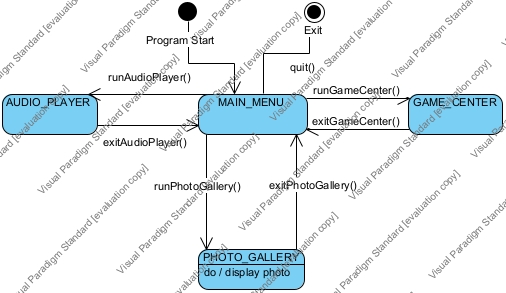 Program Start
Exit
quit()
runAudioPlayer()
runGameCenter()
AUDIO_PLAYER
MAIN_MENU
GAME_CENTER
exitAudioPlayer()
exitGameCenter()
runPhotoGallery()
exitPhotoGallery()
PHOTO_GALLERY
do / display photo
Visual Paradigm Standard [evaluation copy]